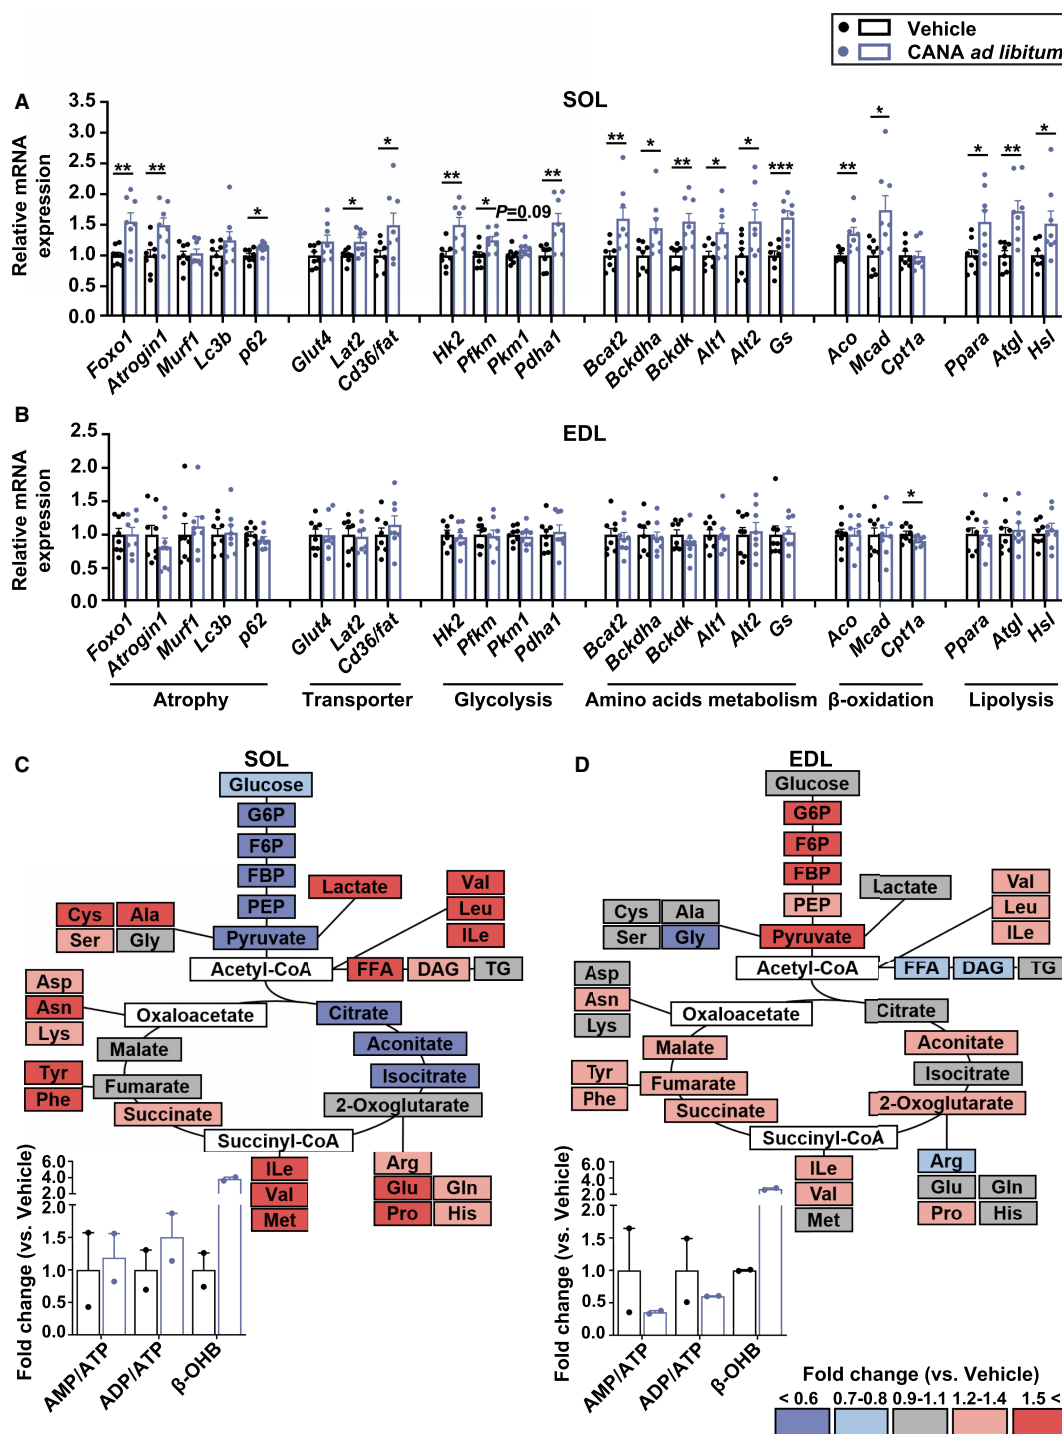 Vehicle
CANA ad libitum
A
SOL
Relative mRNA
expression
3.5
3.0
2.5
2.0
1.5
1.0
0.5
0.0
** ** * * * ** * P=0.09 ** ** * ** * * *** ** * * ** *
Foxo1 Atrogin1 Murf1 Lc3b p62 Glut4 Lat2 Cd36/fat Hk2 Pfkm Pkm1 Pdha1 Bcat2 Bckdha Bckdk Alt1 Alt2 Gs Aco Mcad Cpt1a Ppara Atgl Hsl
B
EDL
Relative mRNA
expression
2.5
2.0
1.5
1.0
0.5
0.0
*
Foxo1 Atrogin1 Murf1 Lc3b p62 Glut4 Lat2 Cd36/fat Hk2 Pfkm Pkm1 Pdha1 Bcat2 Bckdha Bckdk Alt1 Alt2 Gs Aco Mcad Cpt1a Ppara Atgl Hsl
Atrophy Transporter Glycolysis Amino acids metabolism β-oxidation Lipolysis
C
SOL
Glucose
G6P
F6P
FBP
PEP
Lactate
Val
Leu
ILe
Cys Ala
Ser Gly
Pyruvate
Acetyl-CoA FFA DAG TG
Asp
Asn
Lys
Oxaloacetate
Citrate
Malate
Aconitate
Tyr
Phe
Fumarate
Isocitrate
Succinate
2-Oxoglutarate
Succinyl-CoA
ILe
Val
Met
Arg
Glu Gln
Pro His
Fold change (vs. Vehicle)
6.0
4.0
2.0
2.0
1.5
1.0
0.5
0.0
AMP/ATP ADP/ATP β-OHB
D
EDL
Glucose
G6P
F6P
FBP
PEP
Lactate
Val
Leu
ILe
Cys Ala
Ser Gly
Pyruvate
Acetyl-CoA FFA DAG TG
Asp
Asn
Lys
Oxaloacetate
Citrate
Malate
Aconitate
Tyr
Phe
Fumarate
Isocitrate
Succinate
2-Oxoglutarate
Succinyl-CoA
ILe
Val
Met
Arg
Glu Gln
Pro His
Fold change (vs. Vehicle)
6.0
4.0
2.0
2.0
1.5
1.0
0.5
0.0
AMP/ATP ADP/ATP β-OHB
Fold change (vs. Vehicle)
< 0.6 0.7-0.8 0.9-1.1 1.2-1.4 1.5 <